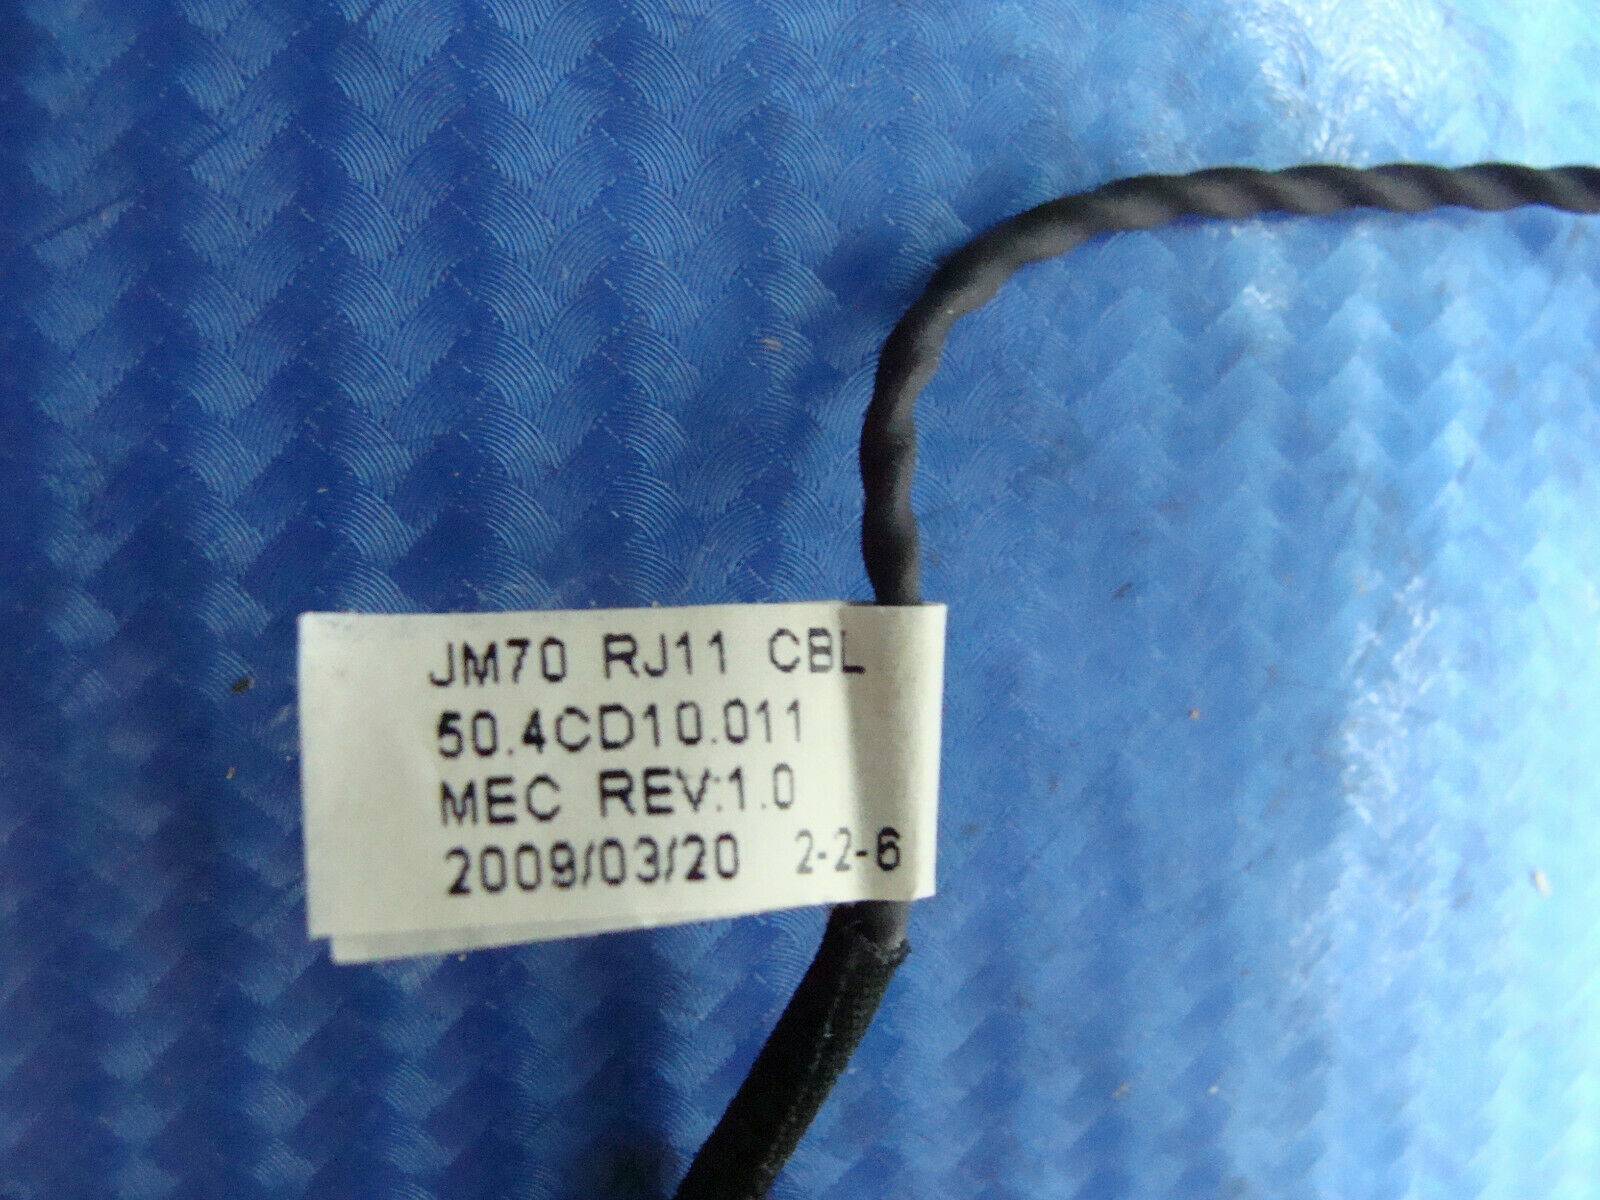 JM70 RJ11 CBL
50.4CD10.011
MEC REV:1.0
2009/03/20 2-2-6